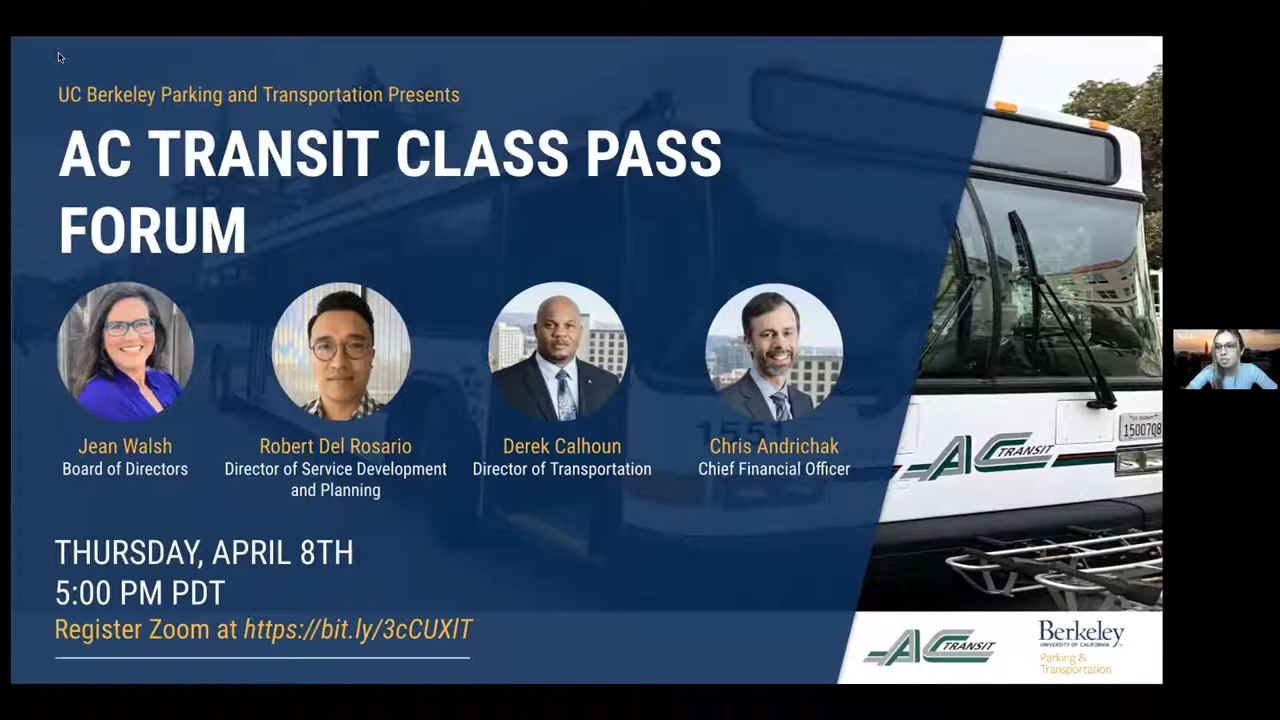 UC Berkeley Parking and Transportation Presents
AC TRANSIT CLASS PASS
FORUM
Jean Walsh
Board of Directors
Robert Del Rosario
Director of Service Development
and Planning
Derek Calhoun
Director of Transportation
Chris Andrichak
Chief Financial Officer
THURSDAY, APRIL 8TH
5:00 PM PDT
Register Zoom at https://bit.ly/3cCUXlT
AC TRANSIT
1500708
AC TRANSIT
Berkeley
UNIVERSITY OF CALIFORNIA
Parking &
Transportation